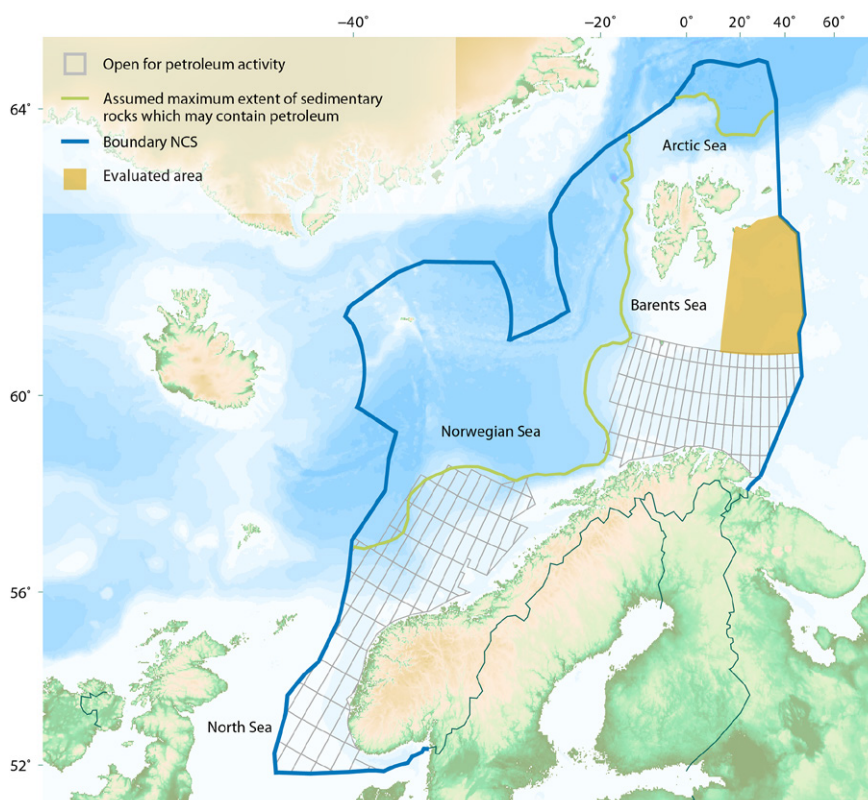 −40˚ −20˚ 0˚ 20˚ 40˚ 60˚
Open for petroleum activity
64˚
Assumed maximum extent of sedimentary
rocks which may contain petroleum
Boundary NCS
Arctic Sea
Evaluated area
Barents Sea
60˚
Norwegian Sea
56˚
North Sea
52˚